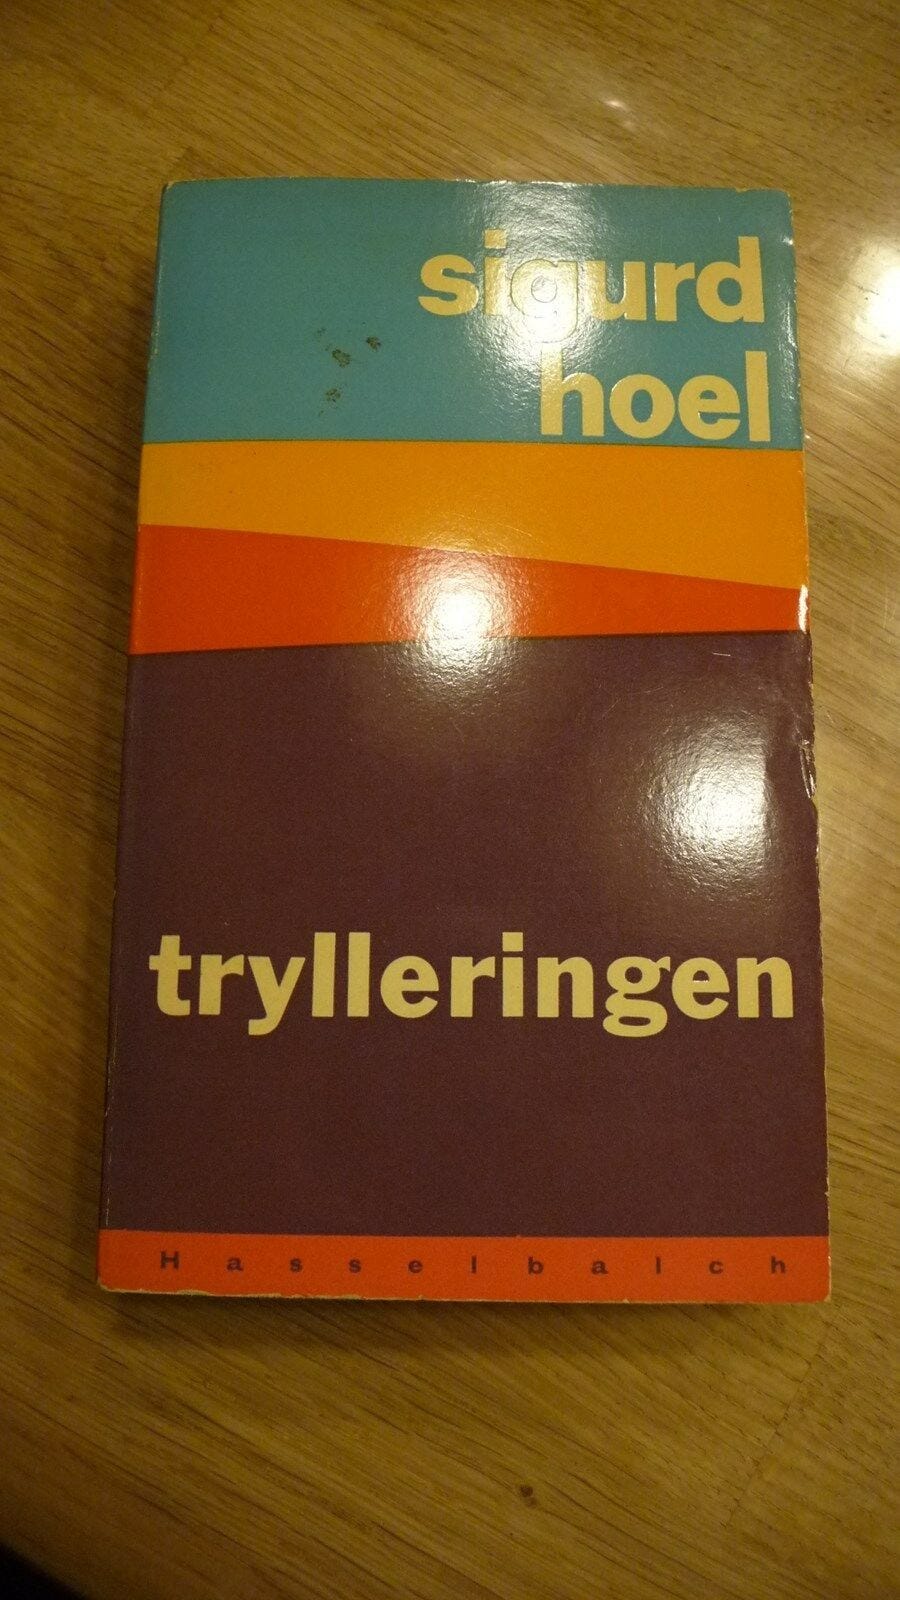 sigurd
hoel
trylleringen
Hasselbalch